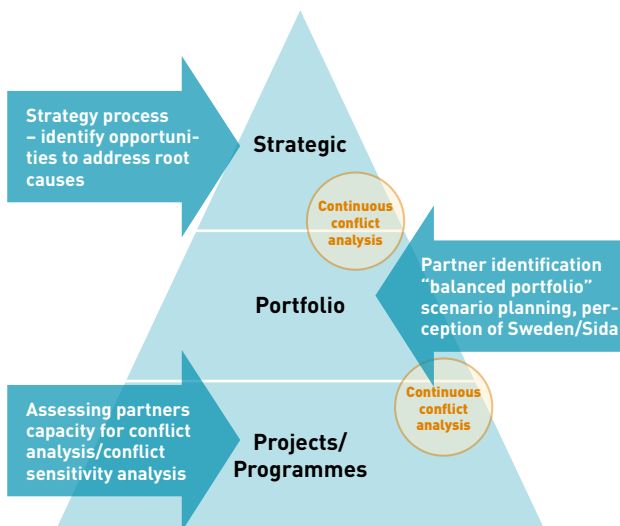 Strategy process
– identify opportuni-
ties to address root
causes
Strategic
Continuous
conflict
analysis
Partner identification
“balanced portfolio”
scenario planning, per-
ception of Sweden/Sida
Portfolio
Continuous
conflict
analysis
Assessing partners
capacity for conflict
analysis/conflict
sensitivity analysis
Projects/
Programmes